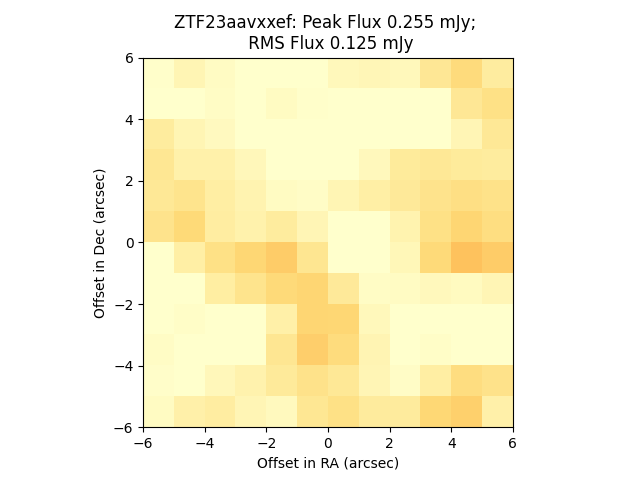 ZTF23aavxxef: Peak Flux 0.255 mJy;
RMS Flux 0.125 mJy
6
4
2
0
−2
−4
−6
Offset in Dec (arcsec)
−6 −4 −2 0 2 4 6
Offset in RA (arcsec)